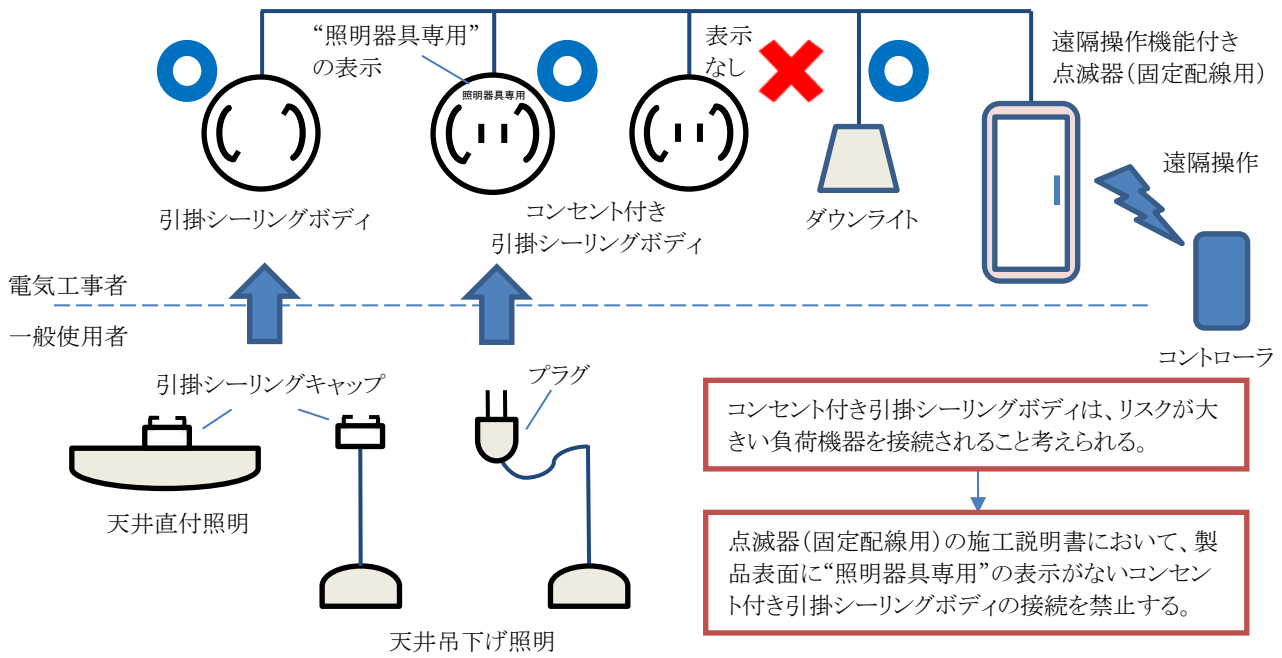 “照明器具専用”
の表示
表示
なし
遠隔操作機能付き
点滅器(固定配線用)
照明器具専用
遠隔操作
引掛シーリングボディ
コンセント付き
引掛シーリングボディ
ダウンライト
電気工事者
一般使用者
コントローラ
引掛シーリングキャップ
プラグ
コンセント付き引掛シーリングボディは、リスクが大
きい負荷機器を接続されること考えられる。
天井直付照明
点滅器(固定配線用)の施工説明書において、製
品表面に“照明器具専用”の表示がないコンセン
ト付き引掛シーリングボディの接続を禁止する。
天井吊下げ照明